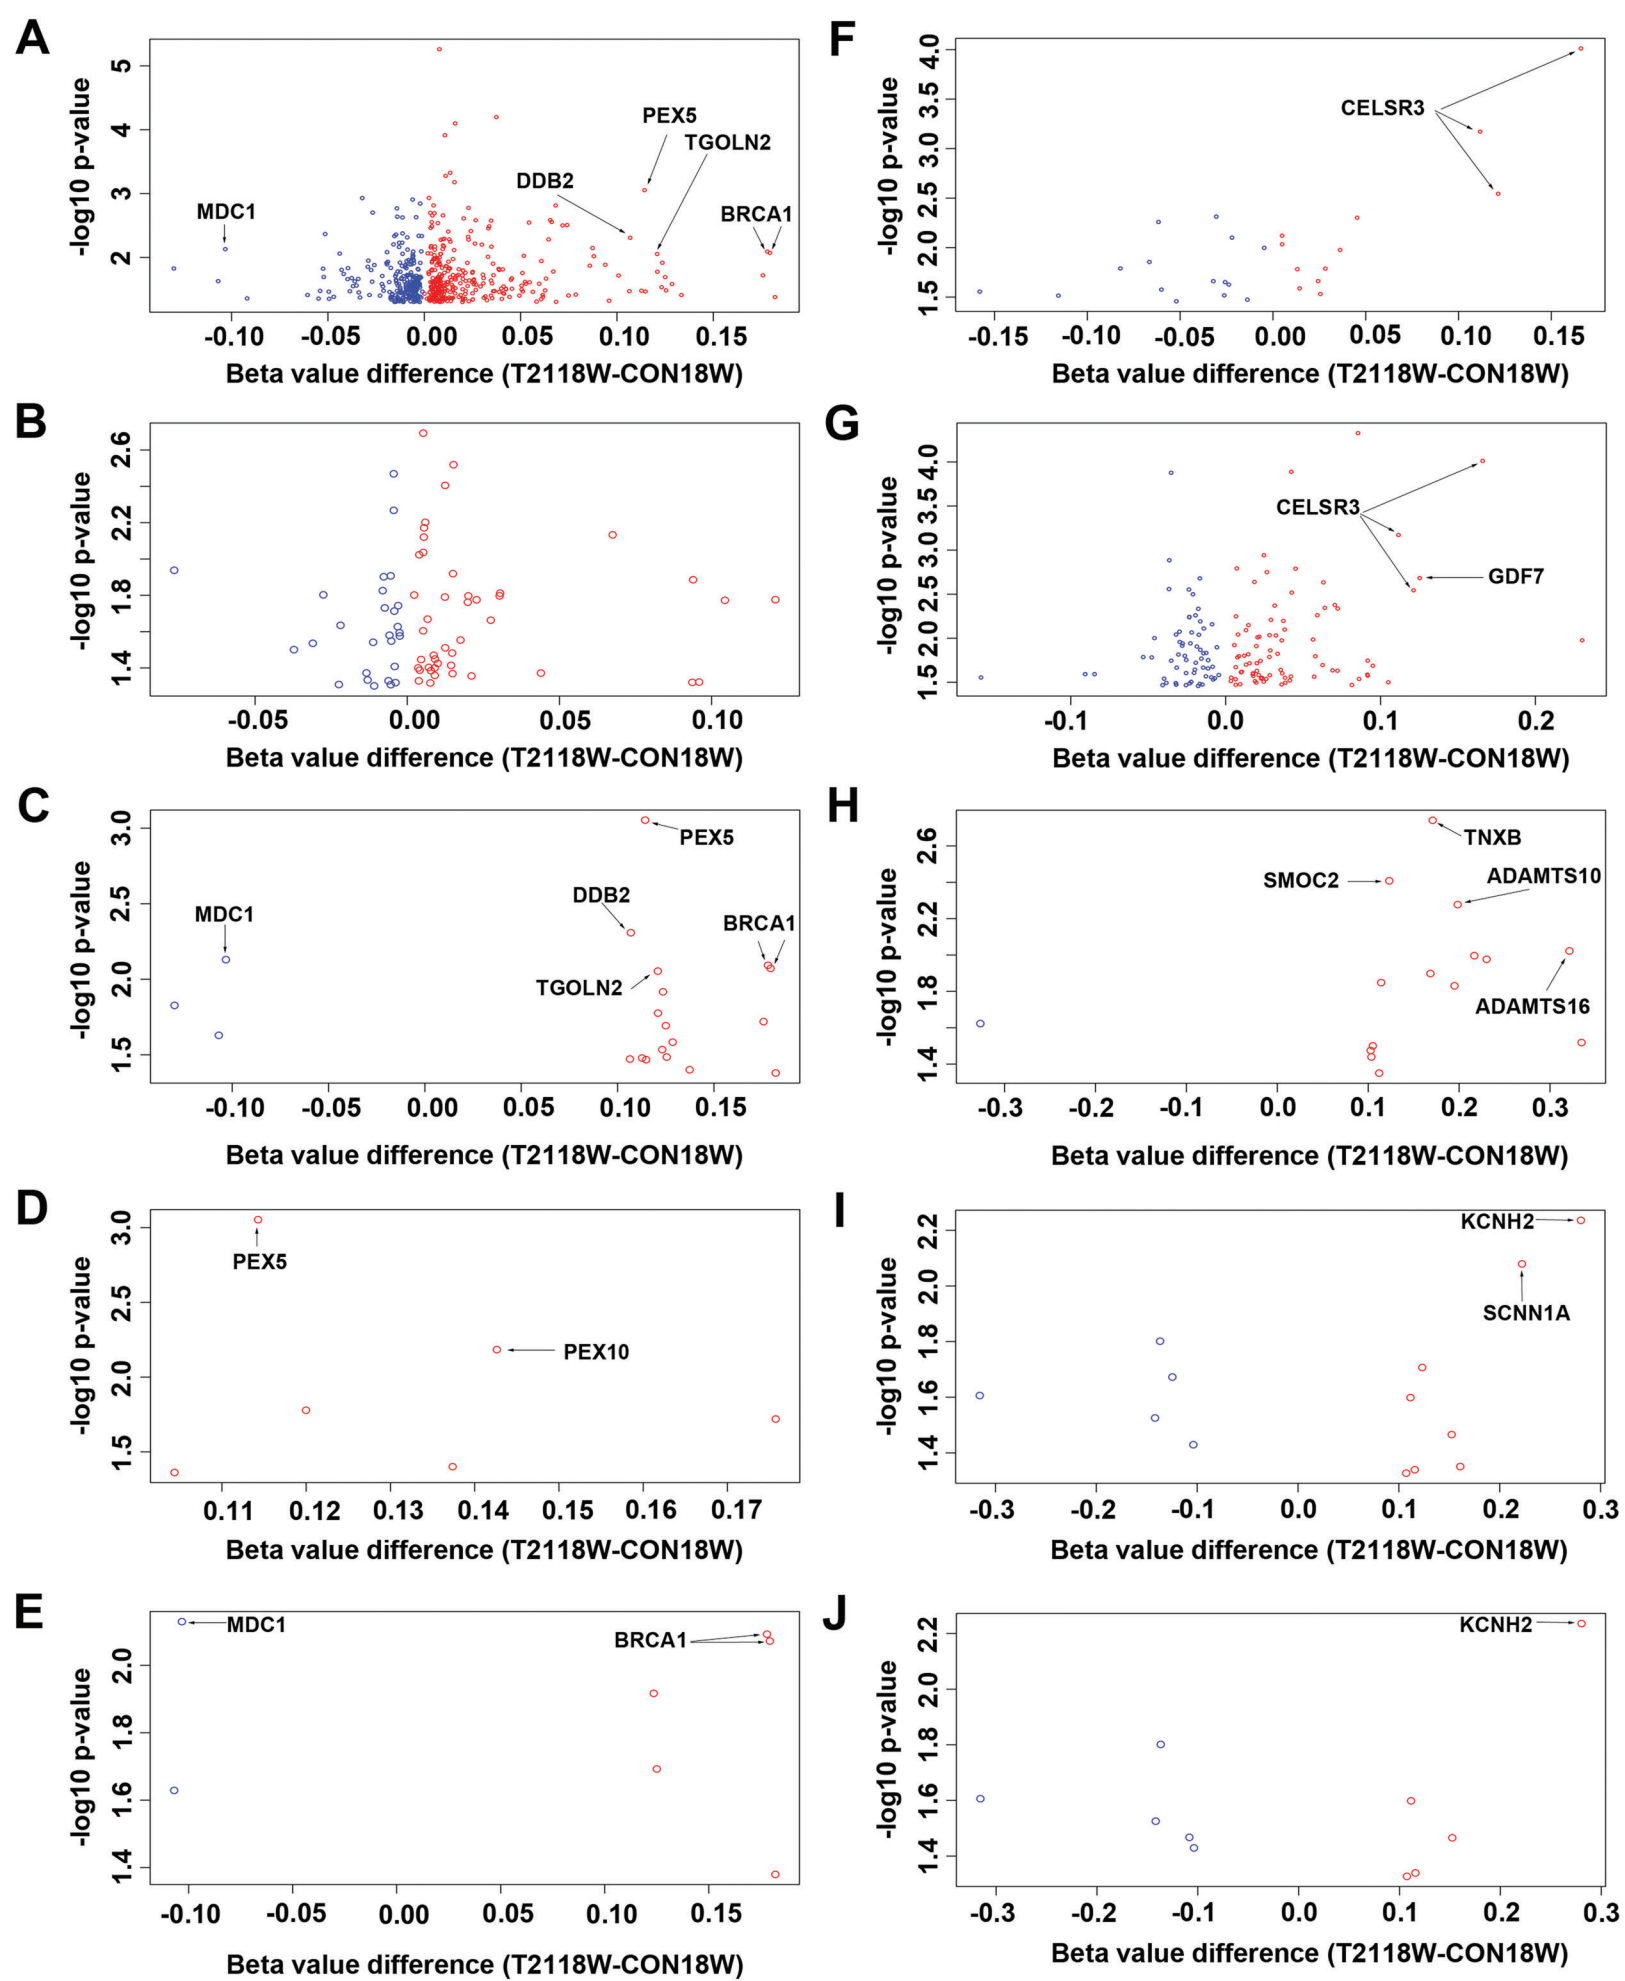 A
-log10 p-value
5
4
3
2
MDC1
DDB2
PEX5
TGOLN2
BRCA1
-0.10 -0.05 0.00 0.05 0.10 0.15
Beta value difference (T2118W-CON18W)
F
-log10 p-value
4.0
3.5
3.0
2.5
2.0
1.5
CELSR3
-0.15 -0.10 -0.05 0.00 0.05 0.10 0.15
Beta value difference (T2118W-CON18W)
B
-log10 p-value
2.6
2.2
1.8
1.4
-0.05 0.00 0.05 0.10
Beta value difference (T2118W-CON18W)
G
-log10 p-value
4.0
3.5
3.0
2.5
2.0
1.5
CELSR3
GDF7
-0.1 0.0 0.1 0.2
Beta value difference (T2118W-CON18W)
C
-log10 p-value
3.0
2.5
2.0
1.5
PEX5
DDB2
MDC1
BRCA1
TGOLN2
-0.10 -0.05 0.00 0.05 0.10 0.15
Beta value difference (T2118W-CON18W)
H
-log10 p-value
2.6
2.2
1.8
1.4
TNXB
SMOC2
ADAMTS10
ADAMTS16
-0.3 -0.2 -0.1 0.0 0.1 0.2 0.3
Beta value difference (T2118W-CON18W)
D
-log10 p-value
3.0
2.5
2.0
1.5
PEX5
PEX10
0.11 0.12 0.13 0.14 0.15 0.16 0.17
Beta value difference (T2118W-CON18W)
I
-log10 p-value
2.2
2.0
1.8
1.6
1.4
KCNH2
SCNN1A
-0.3 -0.2 -0.1 0.0 0.1 0.2 0.3
Beta value difference (T2118W-CON18W)
E
-log10 p-value
2.0
1.8
1.6
1.4
MDC1
BRCA1
-0.10 -0.05 0.00 0.05 0.10 0.15
Beta value difference (T2118W-CON18W)
J
-log10 p-value
2.2
2.0
1.8
1.6
1.4
KCNH2
-0.3 -0.2 -0.1 0.0 0.1 0.2 0.3
Beta value difference (T2118W-CON18W)